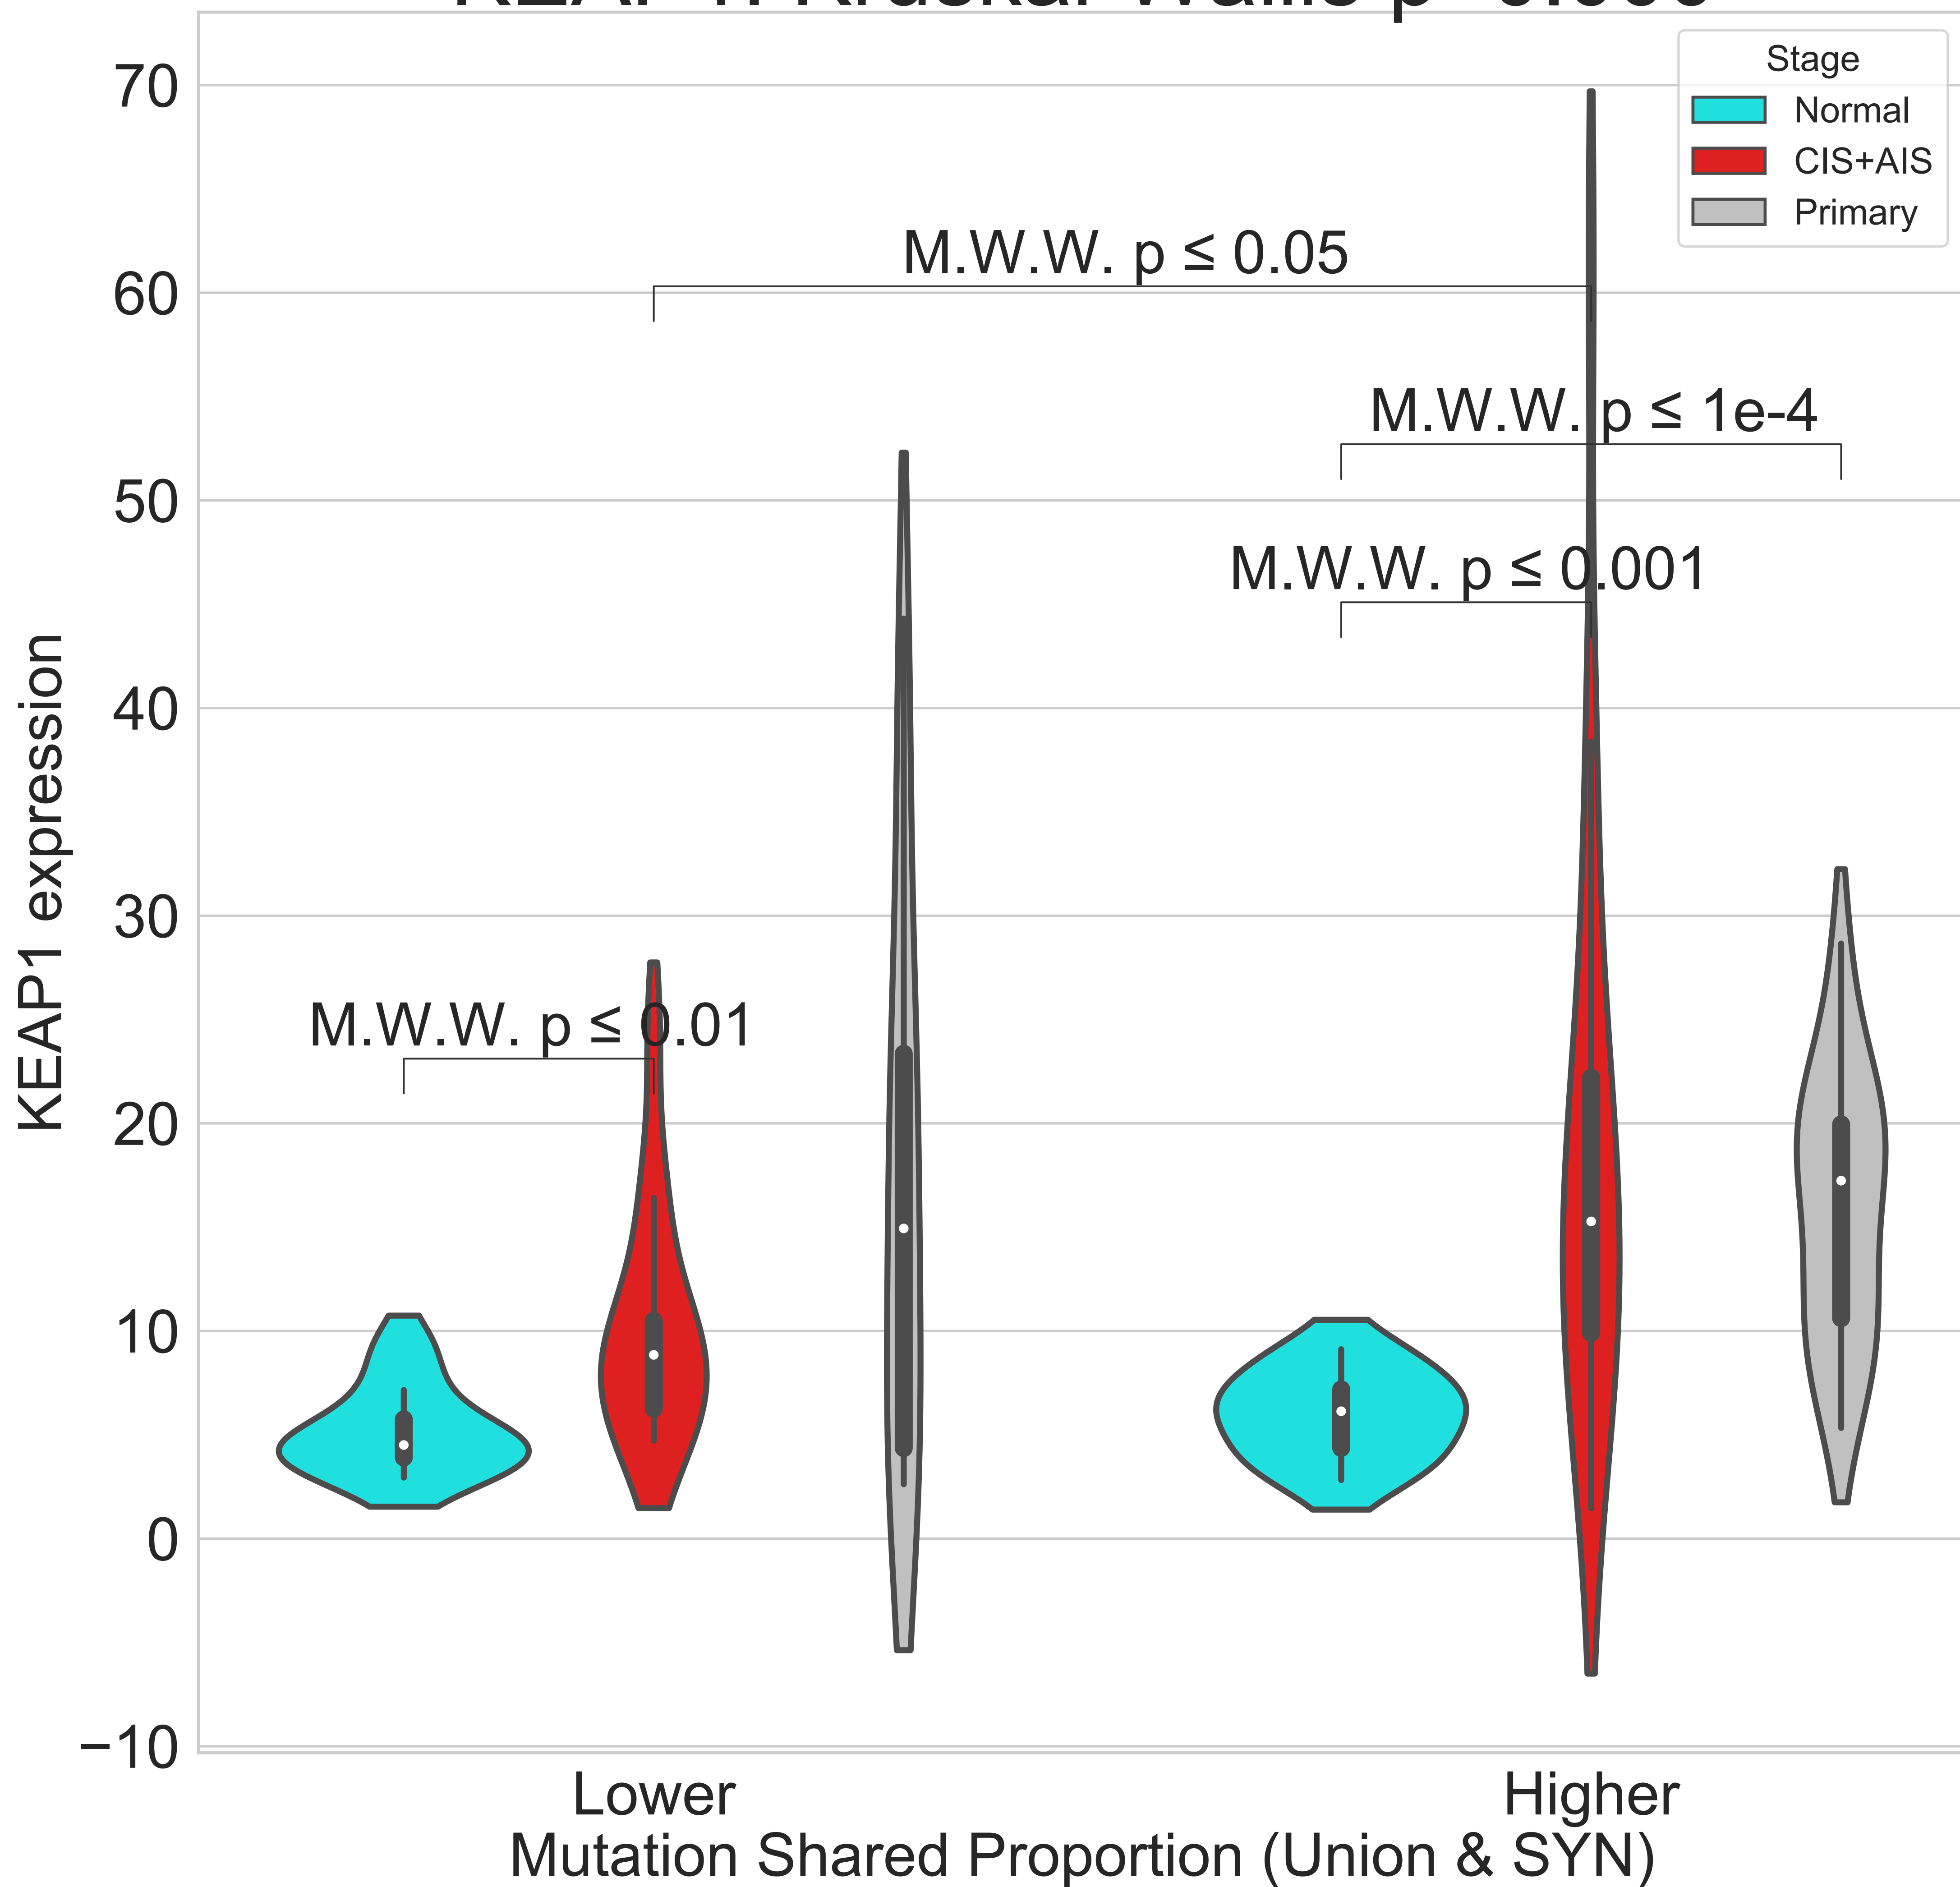 70
60
50
40
30
20
10
0
−10
KEAP1 expression
Stage
Normal
CIS+AIS
Primary
M.W.W. p ≤ 0.05
M.W.W. p ≤ 1e-4
M.W.W. p ≤ 0.001
M.W.W. p ≤ 0.01
Lower
Higher
Mutation Shared Proportion (Union & SYN)